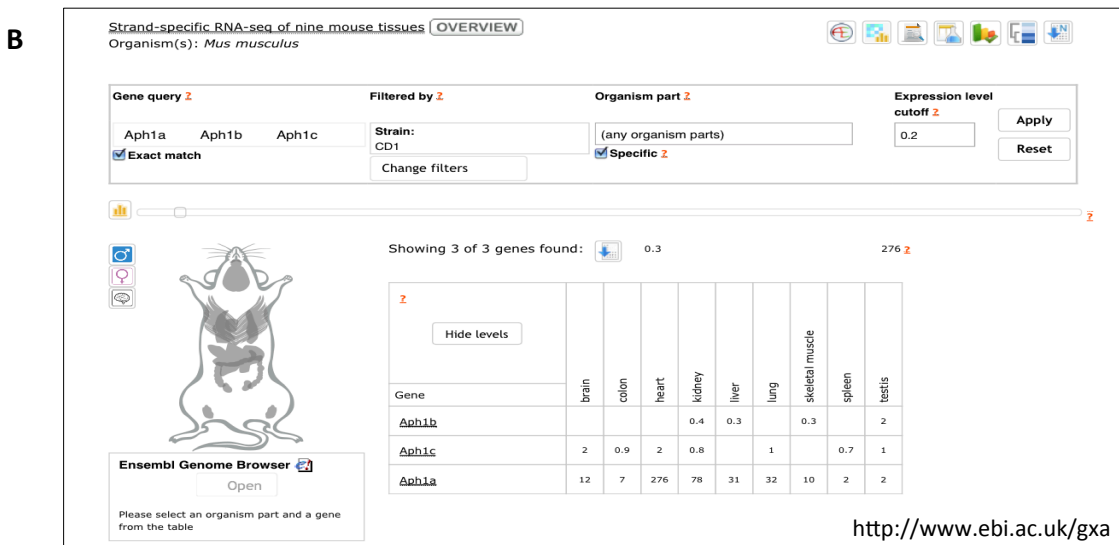 B
Strand-specific RNA-seq of nine mouse tissues OVERVIEW
Organism(s): Mus musculus
Gene query ? Filtered by ? Organism part ? Expression level cutoff ?
Aph1a Aph1b Aph1c Strain: CD1 (any organism parts) 0.2 Apply
Exact match Change filters Specific ? Reset
?
Showing 3 of 3 genes found: 0.3 276 ?
?
Hide levels
Gene brain colon heart kidney liver lung skeletal muscle spleen testis
Aph1b 0.4 0.3 0.3 2
Aph1c 2 0.9 2 0.8 1 0.7 1
Aph1a 12 7 276 78 31 32 10 2 2
Ensembl Genome Browser
Open
Please select an organism part and a gene
from the table
http://www.ebi.ac.uk/gxa